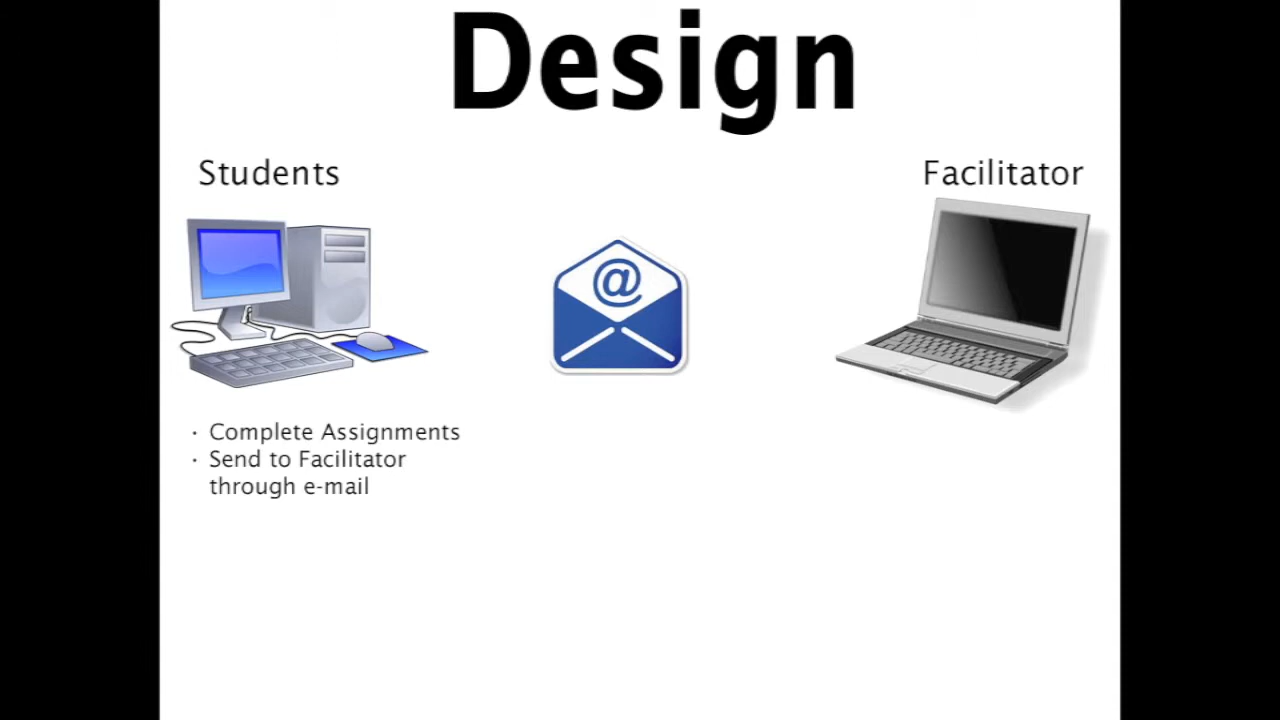 Design
Students
Facilitator
@
· Complete Assignments
· Send to Facilitator
through e-mail